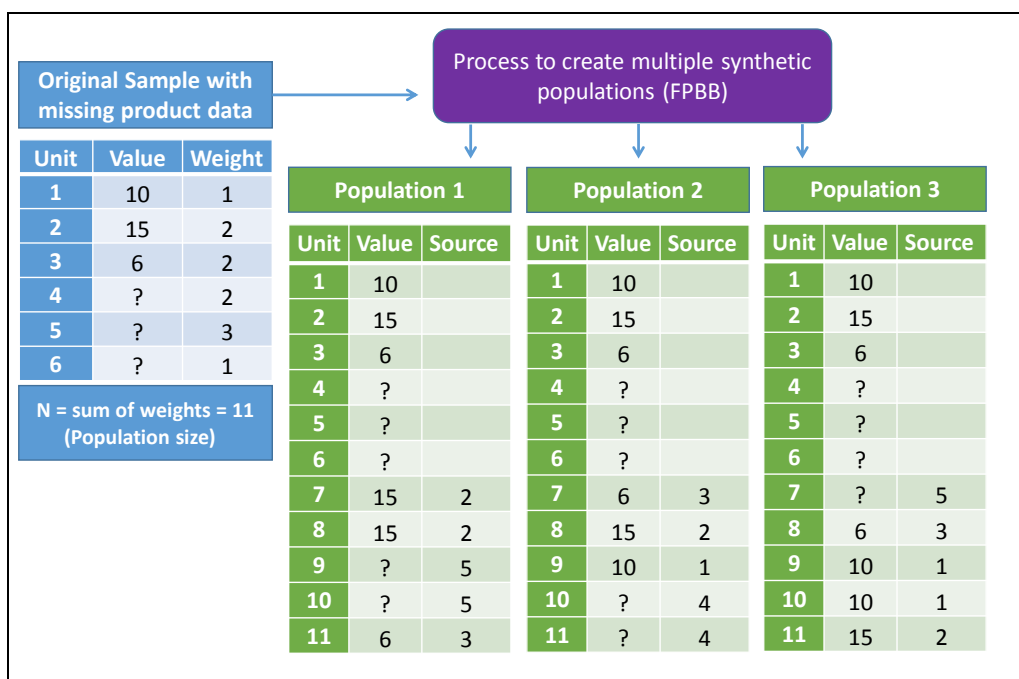 Original Sample with
missing product data
Process to create multiple synthetic
populations (FPBB)
Unit Value Weight
1 10 1
2 15 2
3 6 2
4 ? 2
5 ? 3
6 ? 1
N = sum of weights = 11
(Population size)
Population 1
Unit Value Source
1 10
2 15
3 6
4 ?
5 ?
6 ?
7 15 2
8 15 2
9 ? 5
10 ? 5
11 6 3
Population 2
Unit Value Source
1 10
2 15
3 6
4 ?
5 ?
6 ?
7 6 3
8 15 2
9 10 1
10 ? 4
11 ? 4
Population 3
Unit Value Source
1 10
2 15
3 6
4 ?
5 ?
6 ?
7 ? 5
8 6 3
9 10 1
10 10 1
11 15 2